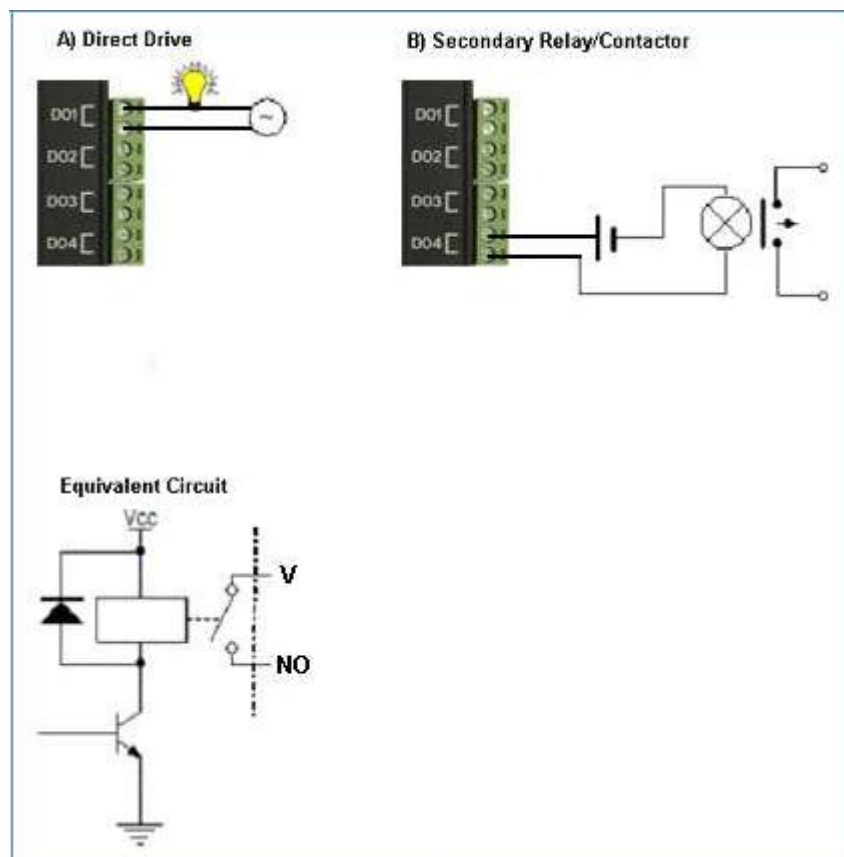 A) Direct Drive
B) Secondary Relay/Contactor
DO1
DO2
DO3
DO4
DO1
DO2
DO3
DO4
~
Equivalent Circuit
Vcc
V
NO